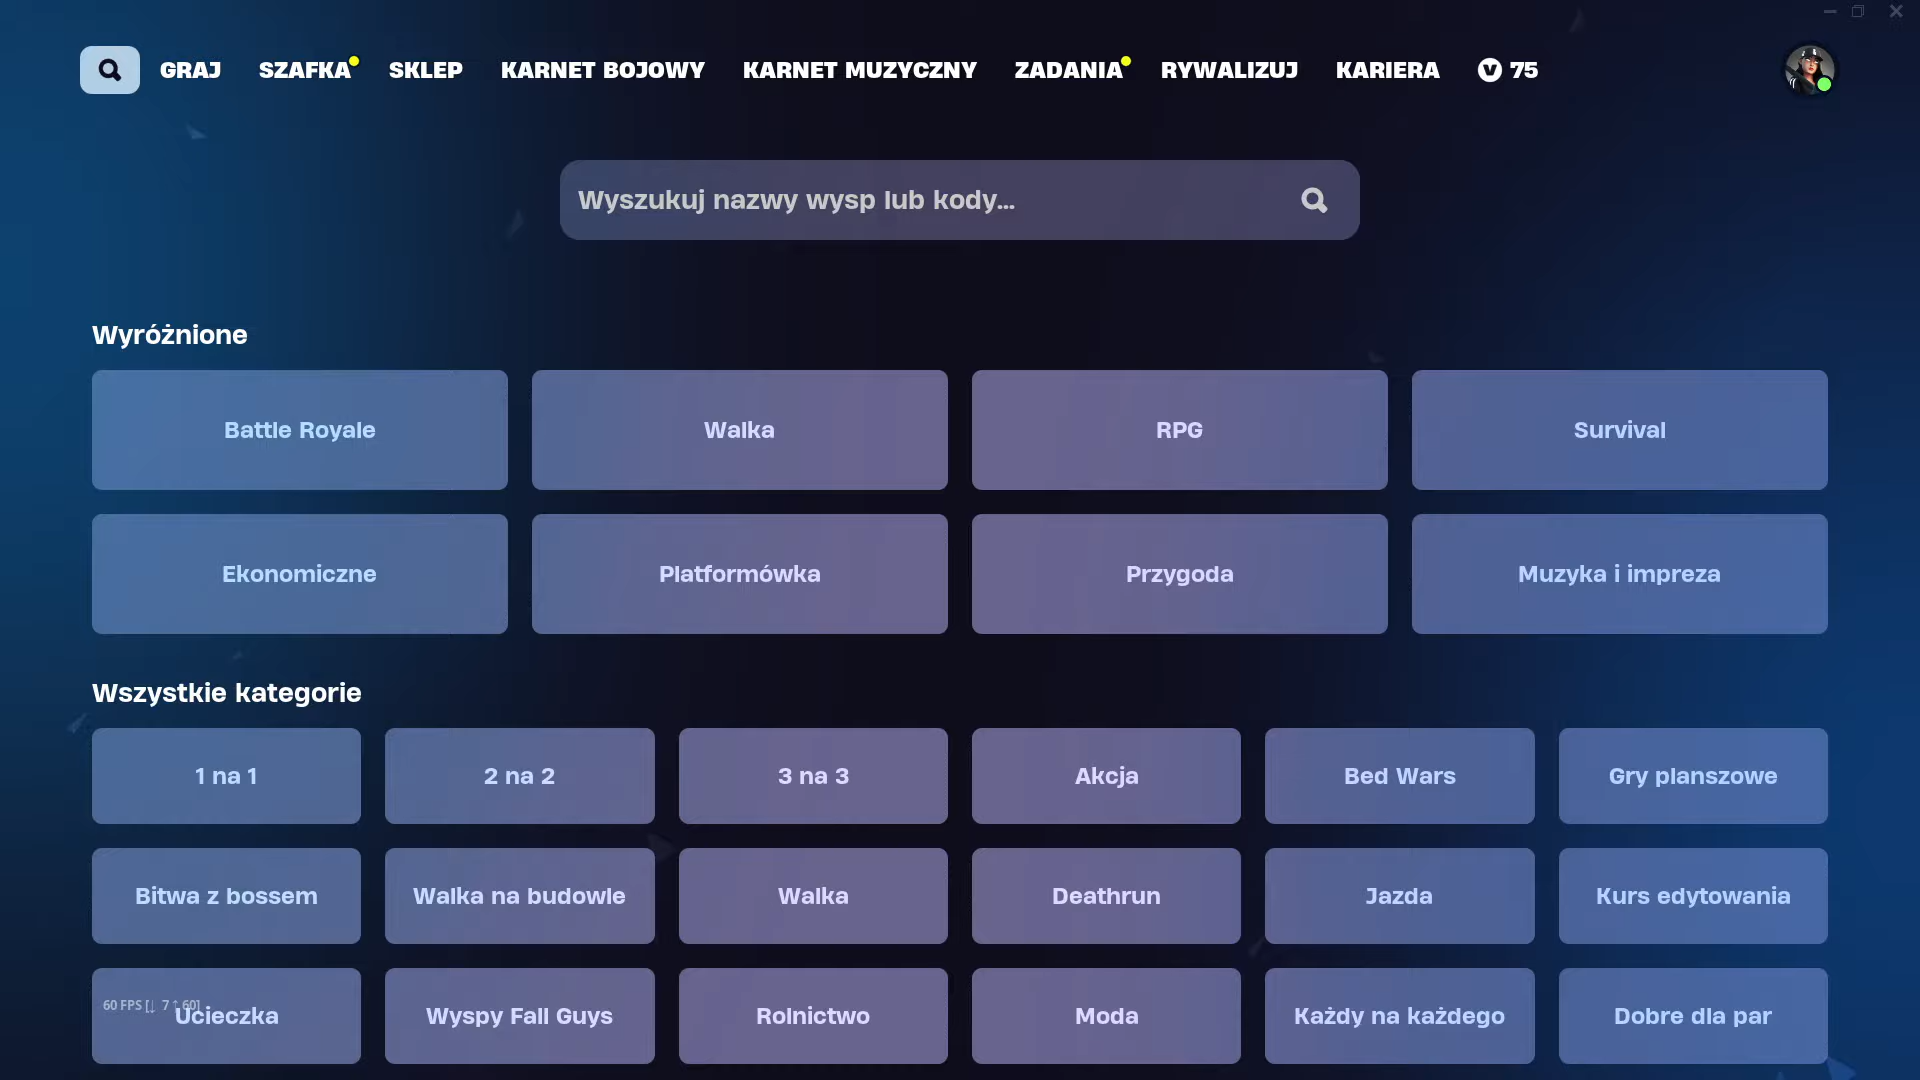 GRAJ SZAFKA SKLEP KARNET BOJOWY KARNET MUZYCZNY ZADANIA RYWALIZUJ KARIERA V 75
Wyszukuj nazwy wysp lub kody...
Wyróżnione
Battle Royale Walka RPG Survival
Ekonomiczne Platformówka Przygoda Muzyka i impreza
Wszystkie kategorie
1 na 1 2 na 2 3 na 3 Akcja Bed Wars Gry planszowe
Bitwa z bossem Walka na budowle Walka Deathrun Jazda Kurs edytowania
60 FPS [↓ 7 ↑ 60]
Ucieczka Wyspy Fall Guys Rolnictwo Moda Każdy na każdego Dobre dla par